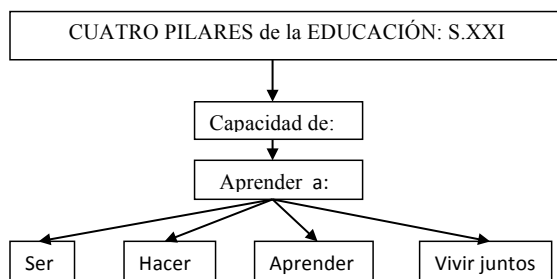 CUATRO PILARES de la EDUCACIÓN: S.XXI
Capacidad de:
Aprender a:
Ser
Hacer
Aprender
Vivir juntos